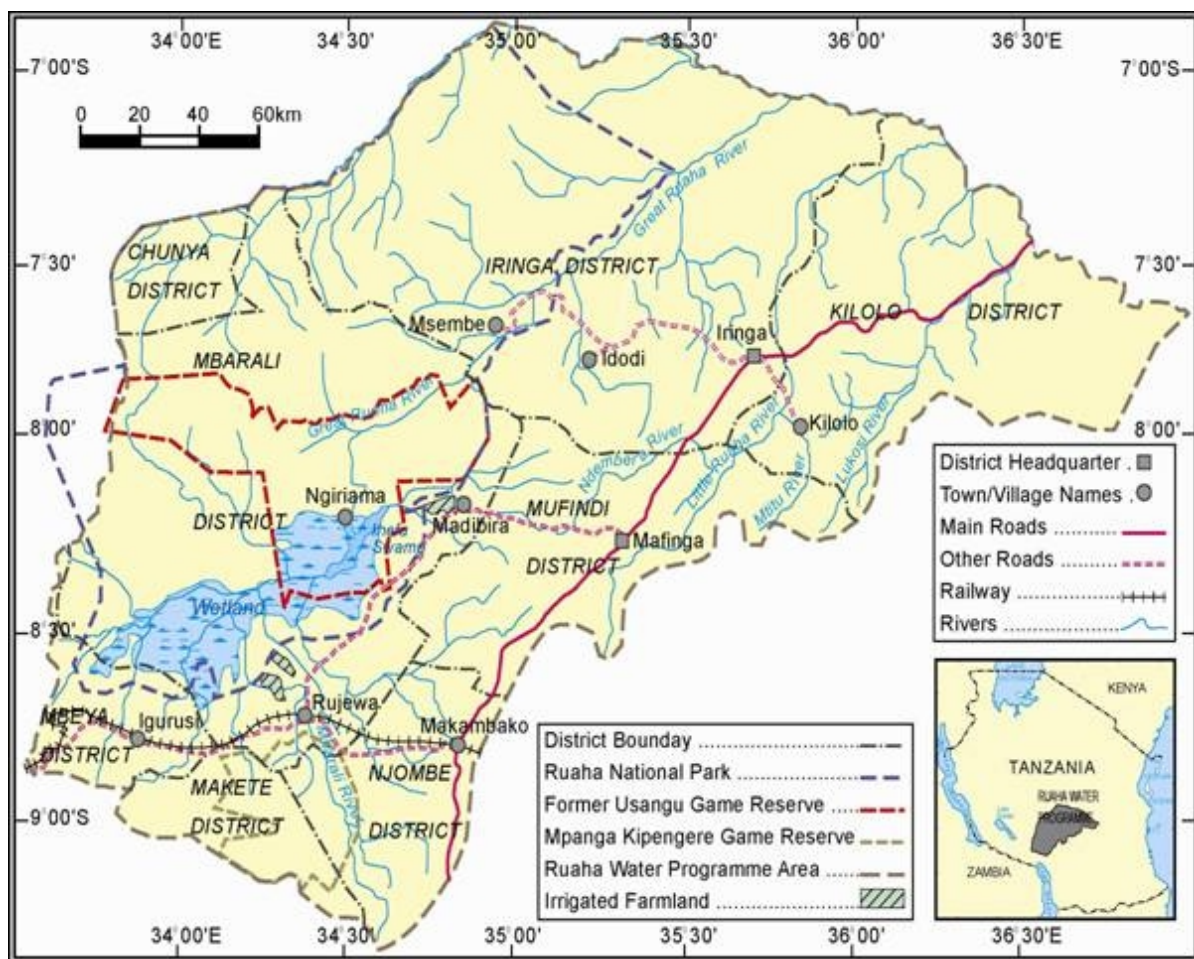 34°00'E
34°30'
35°00'
35°30'
36°00'
36°30'
7°00'S
7°00'S
0 20 40 60km
Great Ruaha River
CHUNYA
DISTRICT
7°30'
IRINGA DISTRICT
7°30'
KILOLO DISTRICT
Msembe
Iringa
Idodi
MBARALI
DISTRICT
Great Ruaha River
8°00'
8°00'
Kilolo
Ndembera River
Little Ruaha River
Mtitu River
Lukosi River
Ngiriama
Madibira
MUFINDI
DISTRICT
Mafinga
Wetland
8°30'
Rujewa
Makambako
MBEYA
DISTRICT
Igurusi
NJOMBE
DISTRICT
MAKETE
DISTRICT
9°00'S
34°00'E
34°30'
35°00'
35°30'
36°00'
36°30'
District Headquarter .
Town/Village Names .
Main Roads ..........
Other Roads ..........
Railway ..........
Rivers ..........
District Bounday ..........
Ruaha National Park ..........
Former Usangu Game Reserve ..........
Mpanga Kipengere Game Reserve
Ruaha Water Programme Area ..........
Irrigated Farmland ..........
KENYA
TANZANIA
RUAHA WATER
PROGRAMME
ZAMBIA